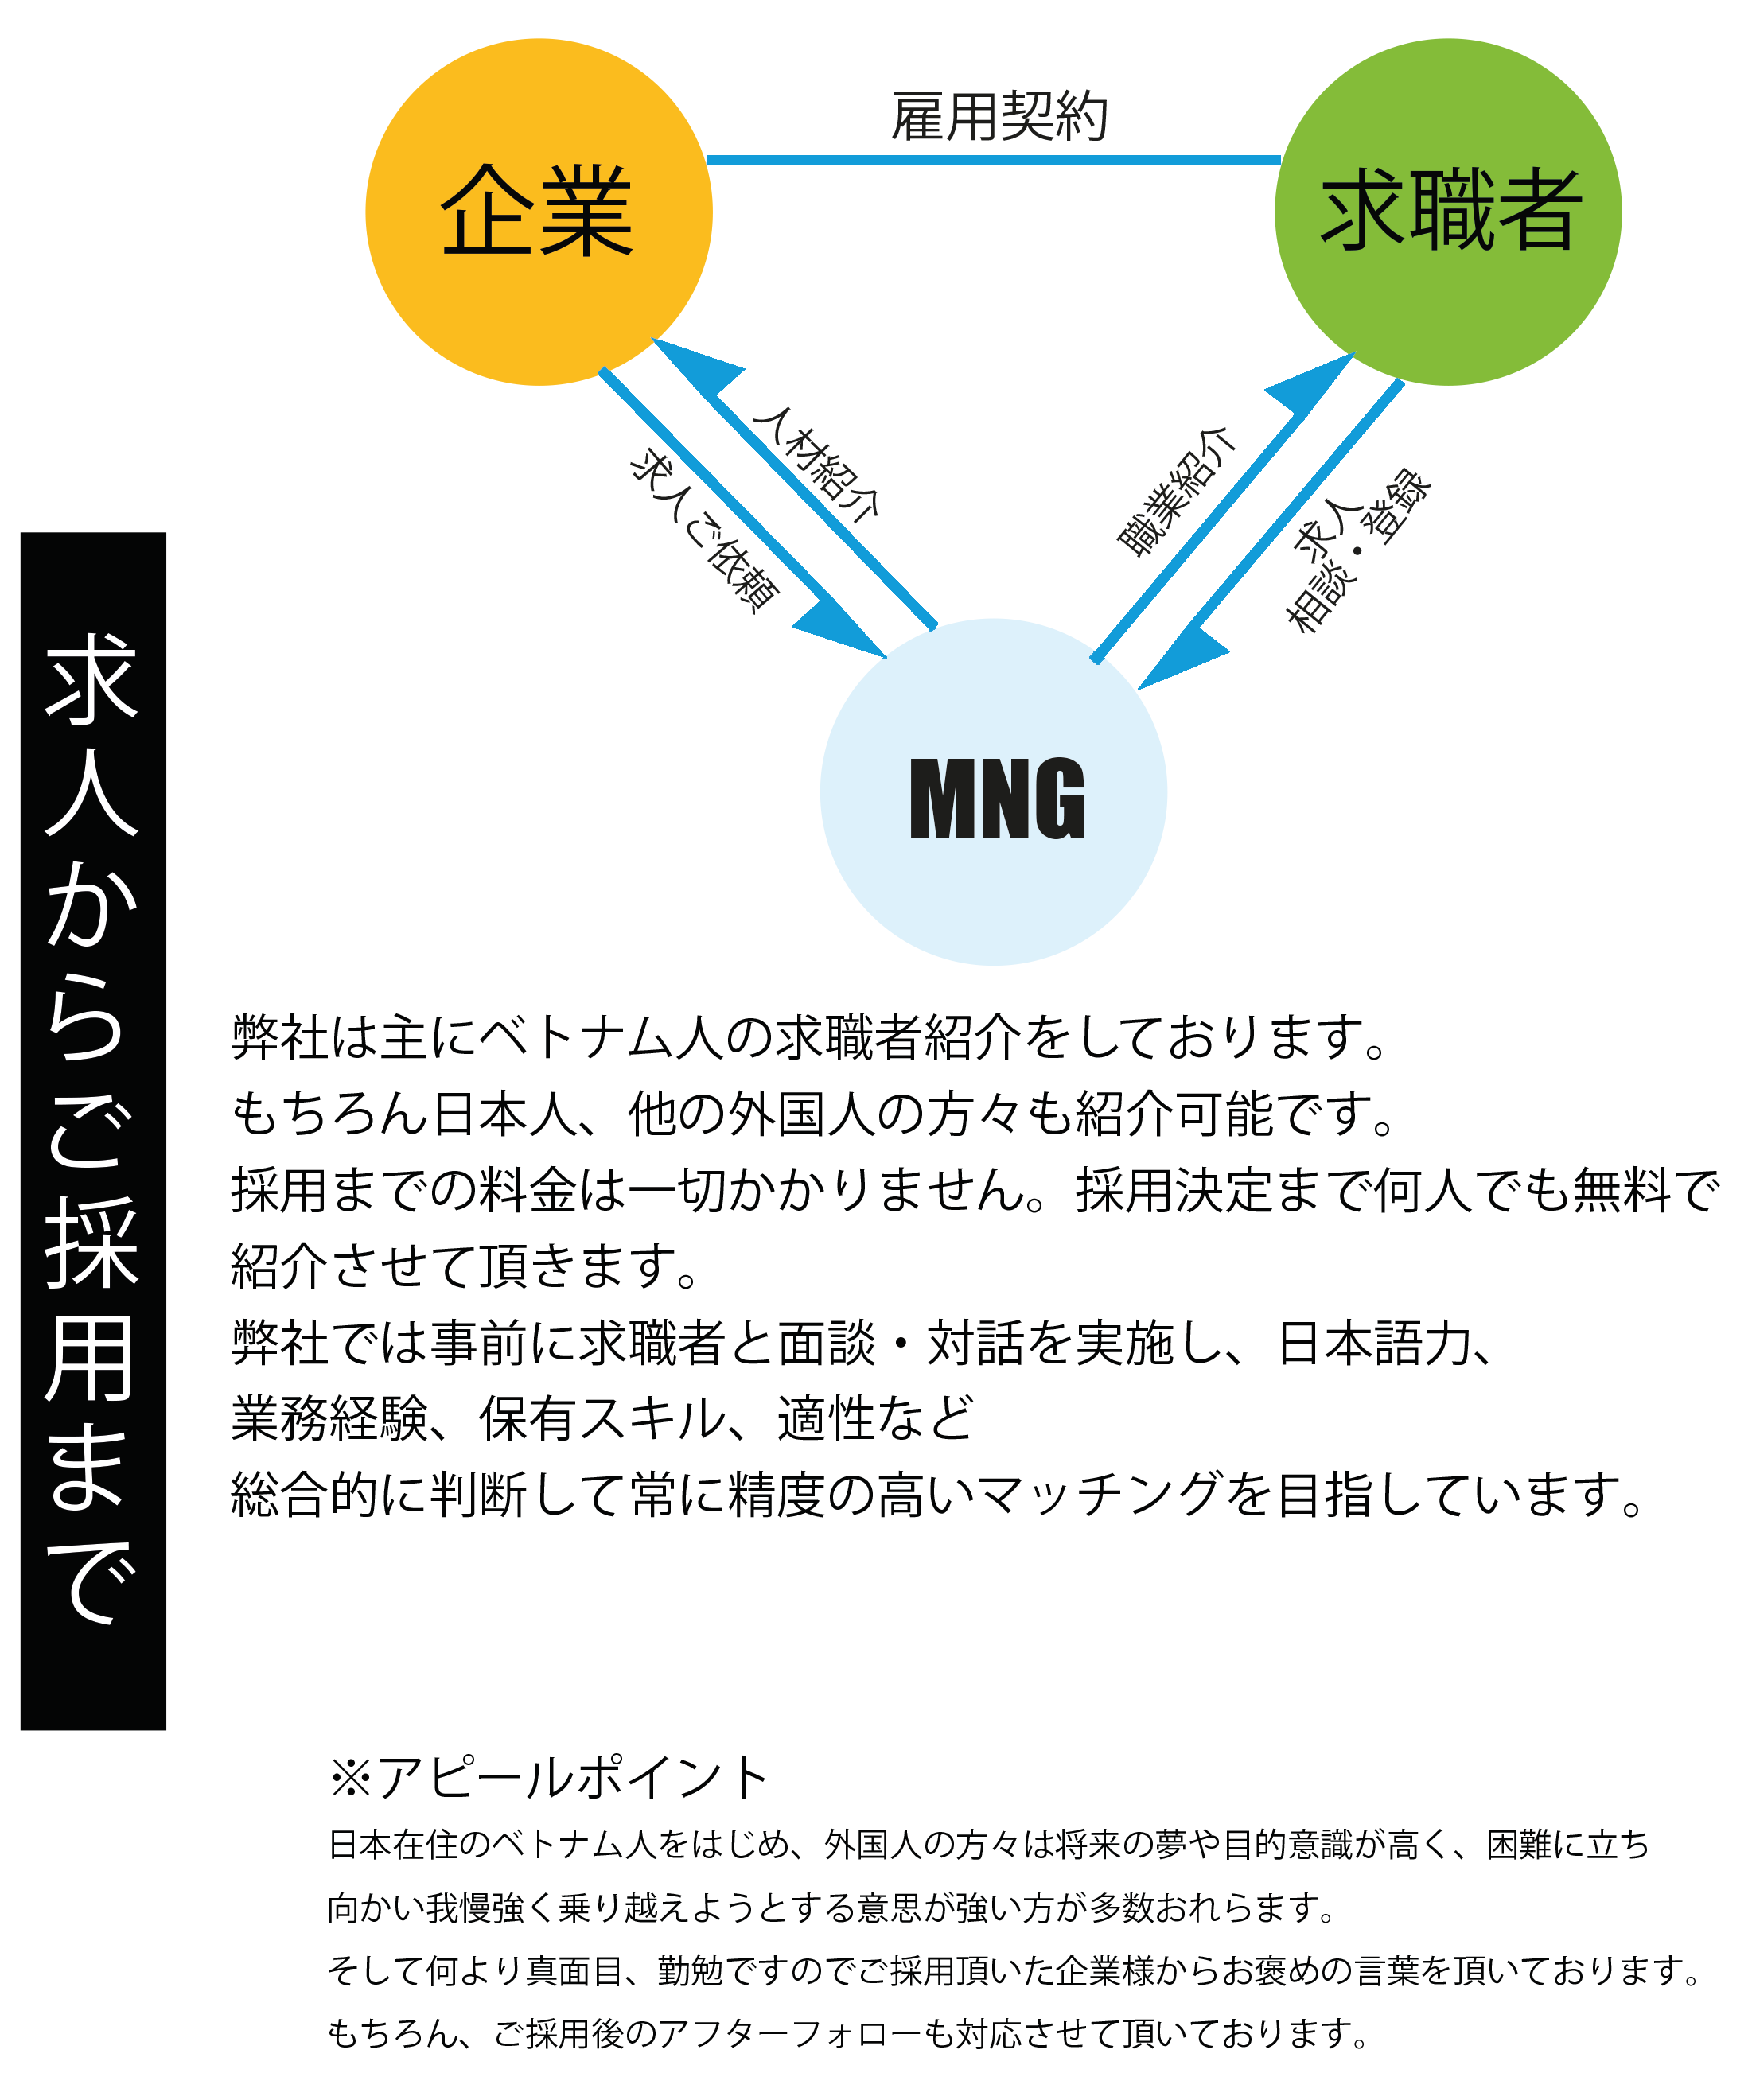 雇用契約
企業
求職者
人材紹介
求人ご依頼
職業紹介
求人
相談・登録
MNG
求人からご採用まで
弊社は主にベトナム人の求職者紹介をしております。
もちろん日本人、他の外国人の方々も紹介可能です。
採用までの料金は一切かかりません。採用決定まで何人でも無料で
紹介させて頂きます。
弊社では事前に求職者と面談・対話を実施し、日本語力、
業務経験、保有スキル、適性など
総合的に判断して常に精度の高いマッチングを目指しています。
※アピールポイント
日本在住のベトナム人をはじめ、外国人の方々は将来の夢や目的意識が高く、困難に立ち
向かい我慢強く乗り越えようとする意思が強い方が多数おれらます。
そして何より真面目、勤勉ですのでご採用頂いた企業様からお褒めの言葉を頂いております。
もちろん、ご採用後のアフターフォローも対応させて頂いております。